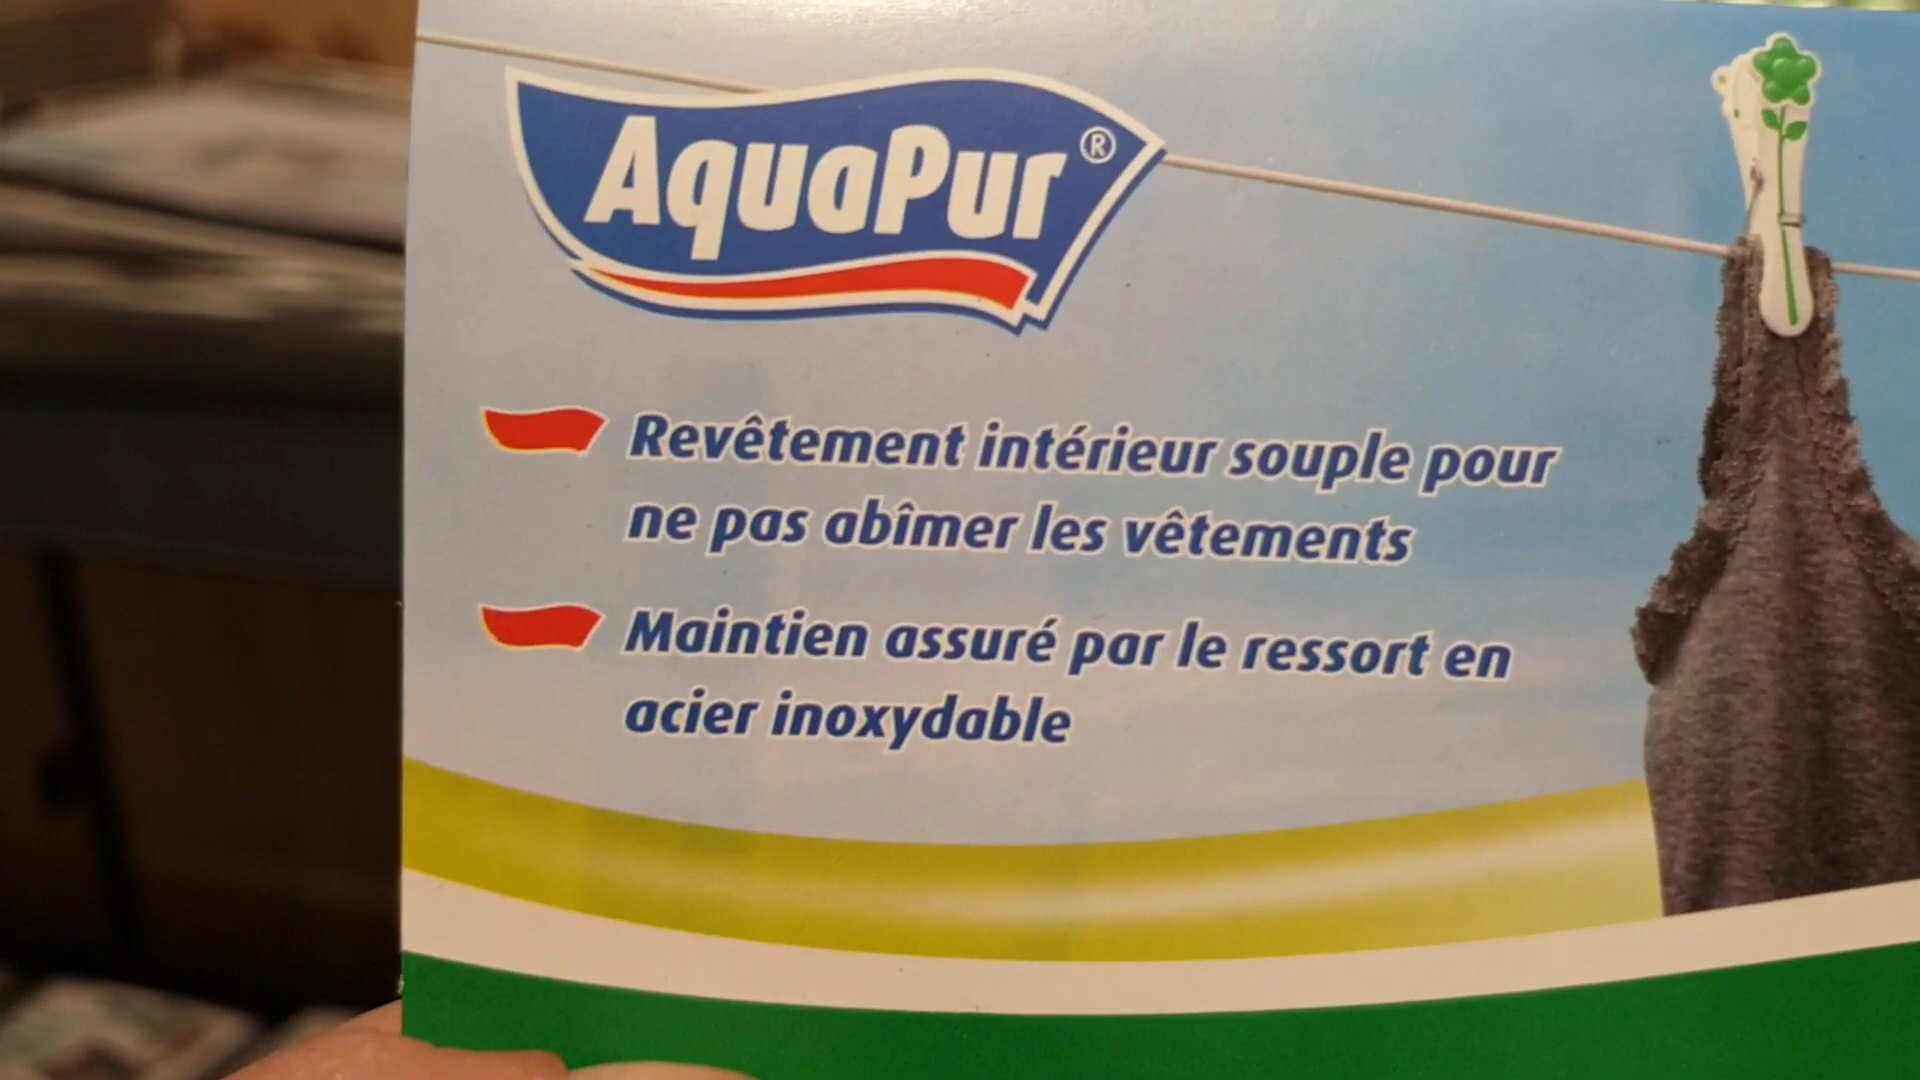 AquaPur®
Revêtement intérieur souple pour
ne pas abîmer les vêtements
Maintien assuré par le ressort en
acier inoxydable